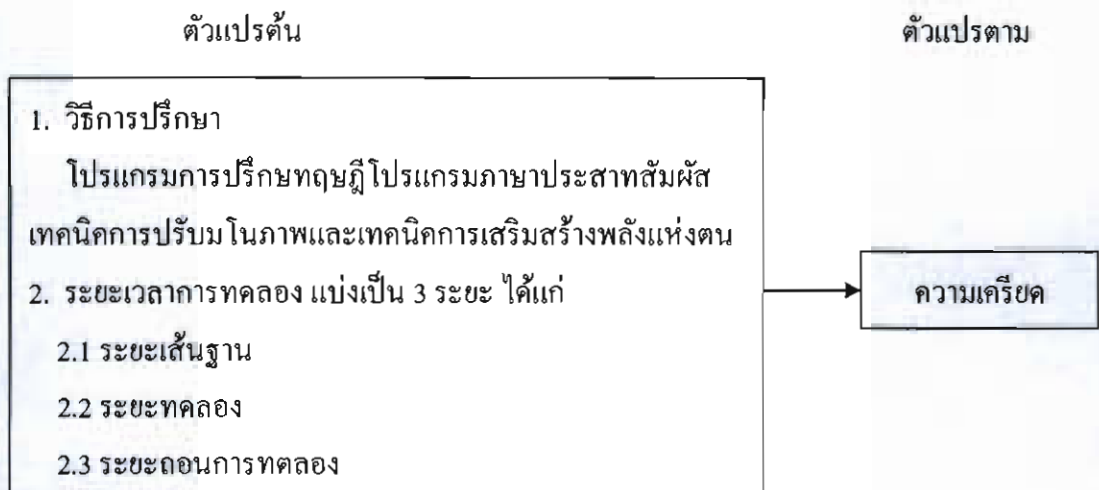 ตัวแปรต้น ตัวแปรตาม
1. วิธีการปรึกษา
โปรแกรมการปรึกษทฤษฎีโปรแกรมภาษาประสาทสัมผัส
เทคนิคการปรับมโนภาพและเทคนิคการเสริมสร้างพลังแห่งตน
2. ระยะเวลาการทดลอง แบ่งเป็น 3 ระยะ ได้แก่
ความเครียด
2.1 ระยะเส้นฐาน
2.2 ระยะทดลอง
2.3 ระยะถอนการทดลอง